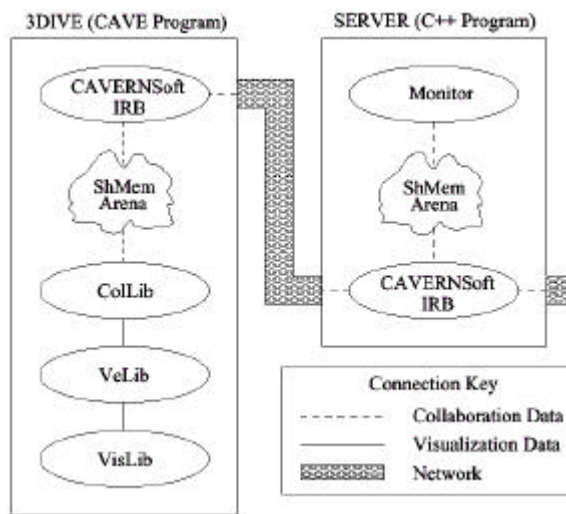 3DIVE (CAVE Program)
CAVERNSoft
IRB
ShMem
Arena
ColLib
VeLib
VisLib
SERVER (C++ Program)
Monitor
ShMem
Arena
CAVERNSoft
IRB
Connection Key
Collaboration Data
Visualization Data
Network